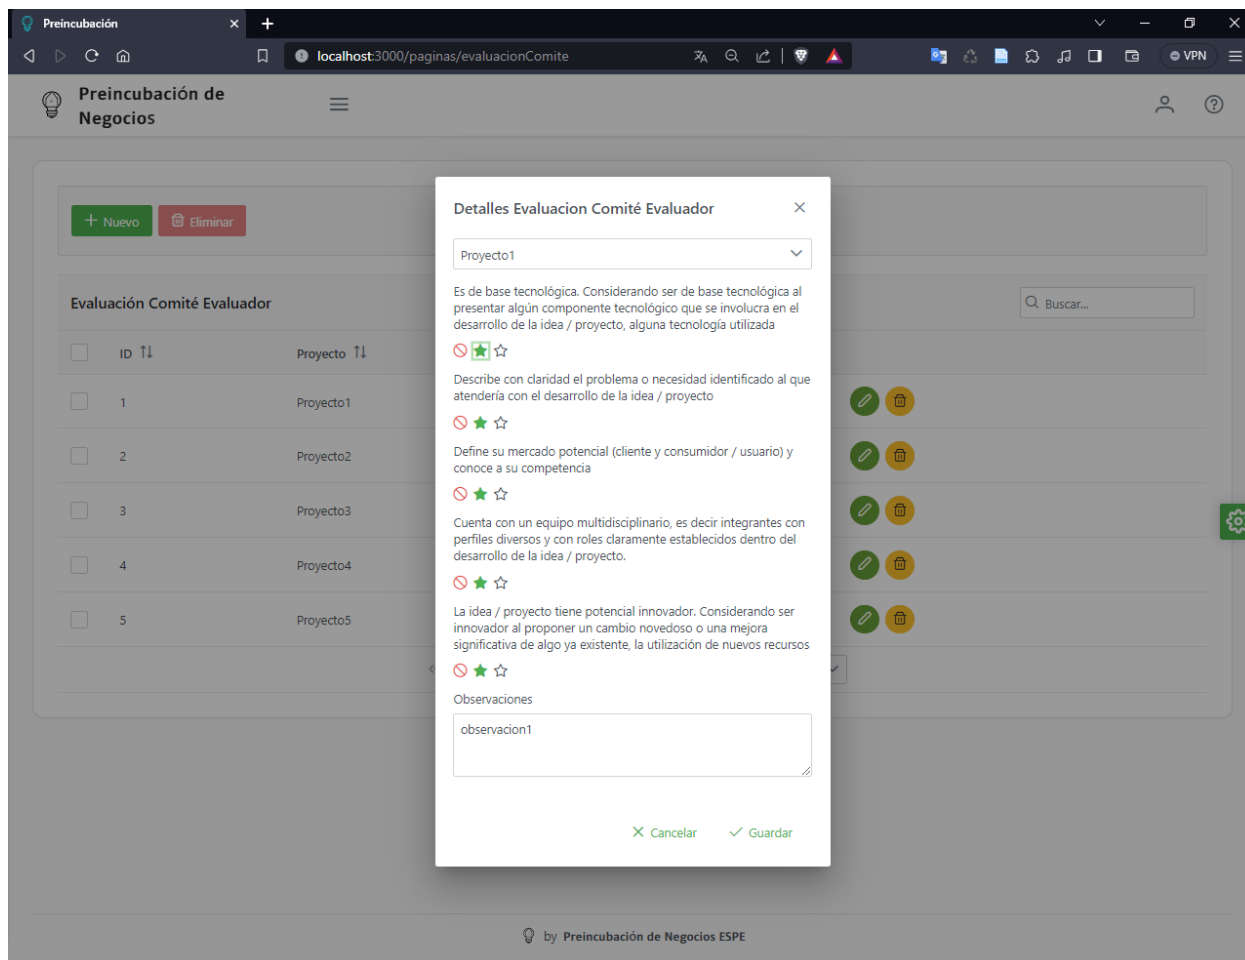 Preincubación
localhost:3000/paginas/evaluacionComite
VPN
Preincubación de
Negocios
Nuevo
Eliminar
Evaluación Comité Evaluador
Buscar...
ID
Proyecto
1
Proyecto1
2
Proyecto2
3
Proyecto3
4
Proyecto4
5
Proyecto5
Detalles Evaluacion Comité Evaluador
Proyecto1
Es de base tecnológica. Considerando ser de base tecnológica al
presentar algún componente tecnológico que se involucra en el
desarrollo de la idea / proyecto, alguna tecnología utilizada
Describe con claridad el problema o necesidad identificado al que
atendería con el desarrollo de la idea / proyecto
Define su mercado potencial (cliente y consumidor / usuario) y
conoce a su competencia
Cuenta con un equipo multidisciplinario, es decir integrantes con
perfiles diversos y con roles claramente establecidos dentro del
desarrollo de la idea / proyecto.
La idea / proyecto tiene potencial innovador. Considerando ser
innovador al proponer un cambio novedoso o una mejora
significativa de algo ya existente, la utilización de nuevos recursos
Observaciones
observacion1
Cancelar
Guardar
by Preincubación de Negocios ESPE